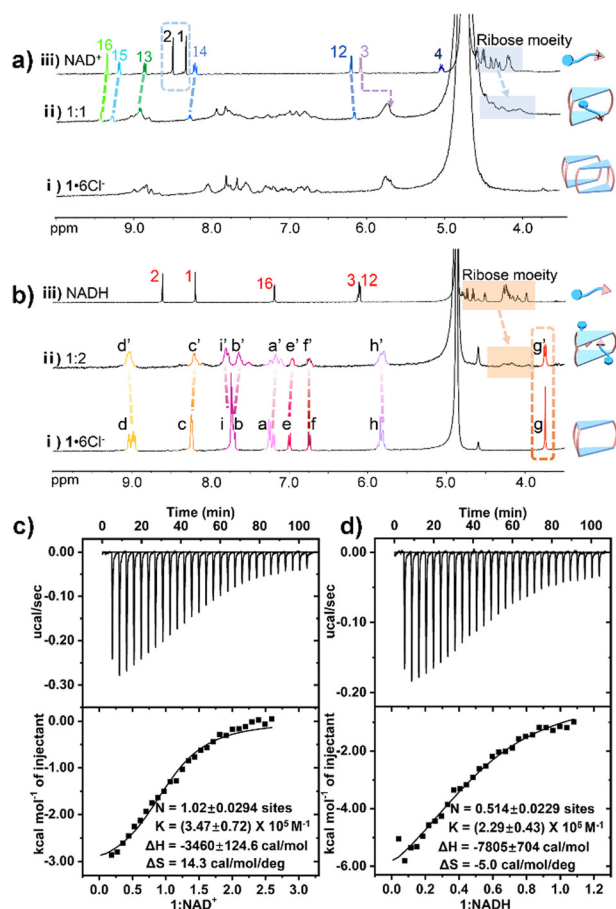 a)
iii) NAD⁺
16
15
13
2
1
14
12
3
4
Ribose moeity
ii) 1:1
i) 1•6Cl⁻
ppm
9.0
8.0
7.0
6.0
5.0
4.0
b)
iii) NADH
2
1
16
3
12
Ribose moeity
ii) 1:2
d'
c'
i'
b'
a'
e'
f'
h'
g'
i) 1•6Cl⁻
d
c
i
b
a
e
f
h
g
ppm
9.0
8.0
7.0
6.0
5.0
4.0
c)
Time (min)
0 20 40 60 80 100
0.00
-0.10
-0.20
-0.30
ucal/sec
0.00
-1.00
-2.00
-3.00
kcal mol⁻¹ of injectant
N = 1.02±0.0294 sites
K = (3.47±0.72) X 10⁵ M⁻¹
ΔH = -3460±124.6 cal/mol
ΔS = 14.3 cal/mol/deg
0.0 0.5 1.0 1.5 2.0 2.5
1:NAD⁺
d)
Time (min)
0 20 40 60 80 100
0.00
-0.10
-0.20
ucal/sec
-2.00
-4.00
-6.00
kcal mol⁻¹ of injectant
N = 0.514±0.0229 sites
K = (2.29±0.43) X 10⁵ M⁻¹
ΔH = -7805±704 cal/mol
ΔS = -5.0 cal/mol/deg
0.0 0.2 0.4 0.6 0.8 1.0 1.2
1:NADH